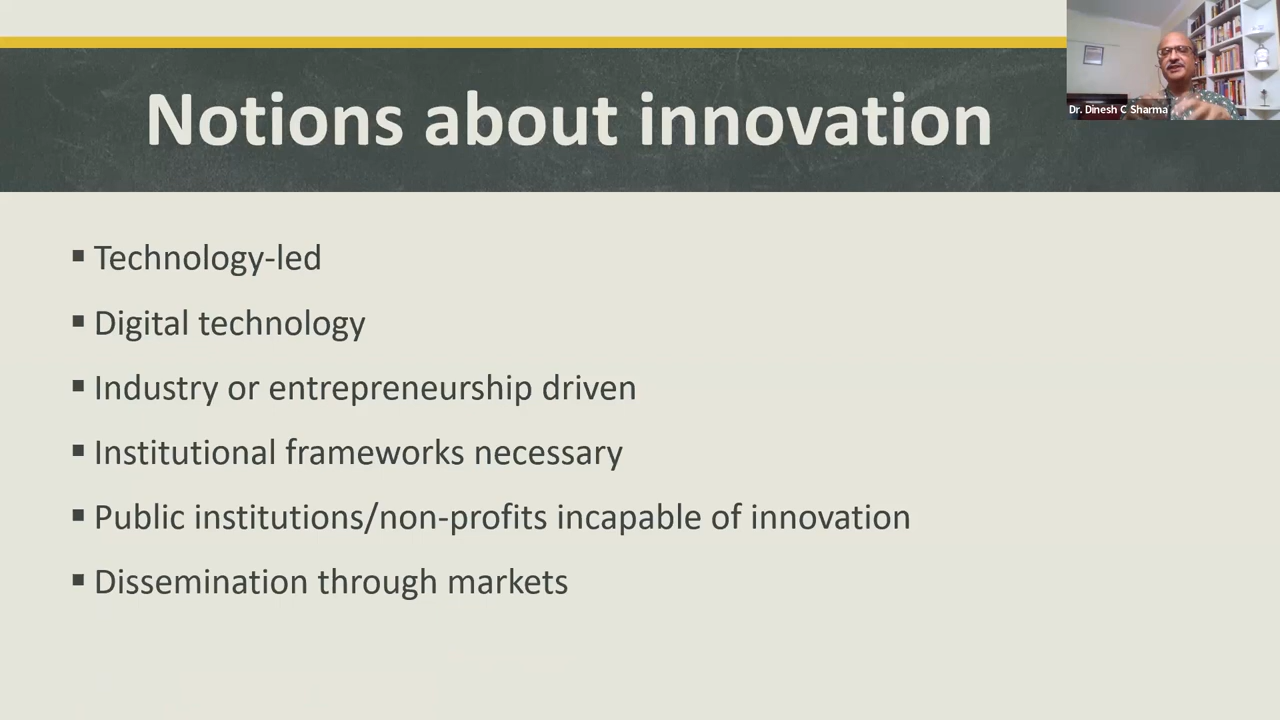 Notions about innovation
Dr. Dinesh C Sharma
▪ Technology-led
▪ Digital technology
▪ Industry or entrepreneurship driven
▪ Institutional frameworks necessary
▪ Public institutions/non-profits incapable of innovation
▪ Dissemination through markets